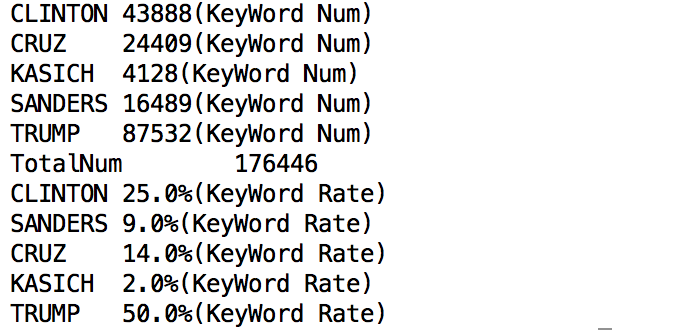 CLINTON 43888(KeyWord Num)
CRUZ 24409(KeyWord Num)
KASICH 4128(KeyWord Num)
SANDERS 16489(KeyWord Num)
TRUMP 87532(KeyWord Num)
TotalNum 176446
CLINTON 25.0%(KeyWord Rate)
SANDERS 9.0%(KeyWord Rate)
CRUZ 14.0%(KeyWord Rate)
KASICH 2.0%(KeyWord Rate)
TRUMP 50.0%(KeyWord Rate)